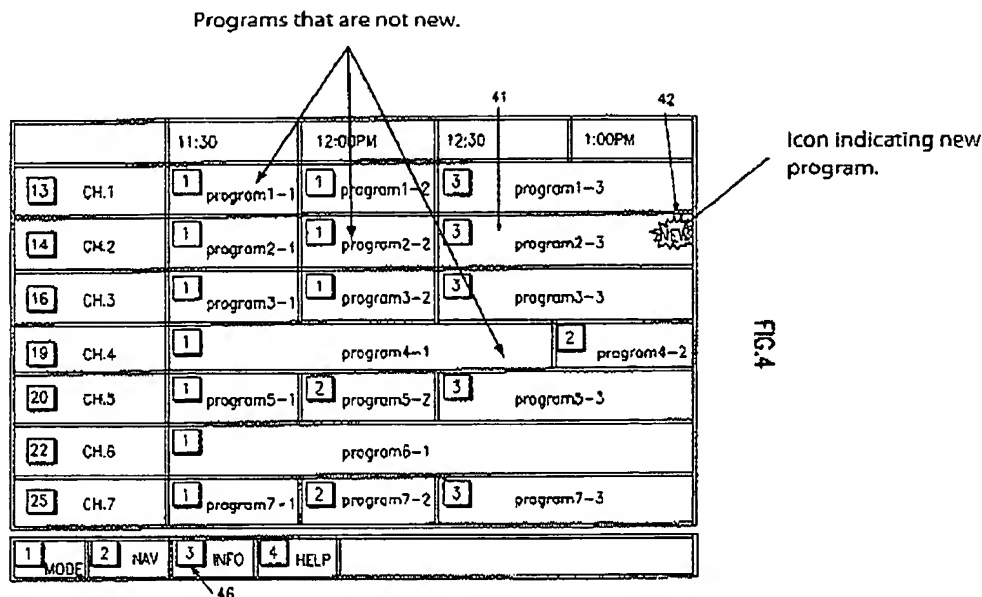 Programs that are not new.
41
42
11:30 12:00PM 12:30 1:00PM
Icon indicating new
program.
13 CH.1 1 program1-1 1 program1-2 3 program1-3
14 CH.2 1 program2-1 1 program2-2 3 program2-3 NEW
16 CH.3 1 program3-1 1 program3-2 3 program3-3
19 CH.4 1 program4-1 2 program4-2
20 CH.5 1 program5-1 2 program5-2 3 program5-3
22 CH.6 1 program6-1
25 CH.7 1 program7-1 2 program7-2 3 program7-3
1 MODE 2 NAV 3 INFO 4 HELP
46
FIG.4